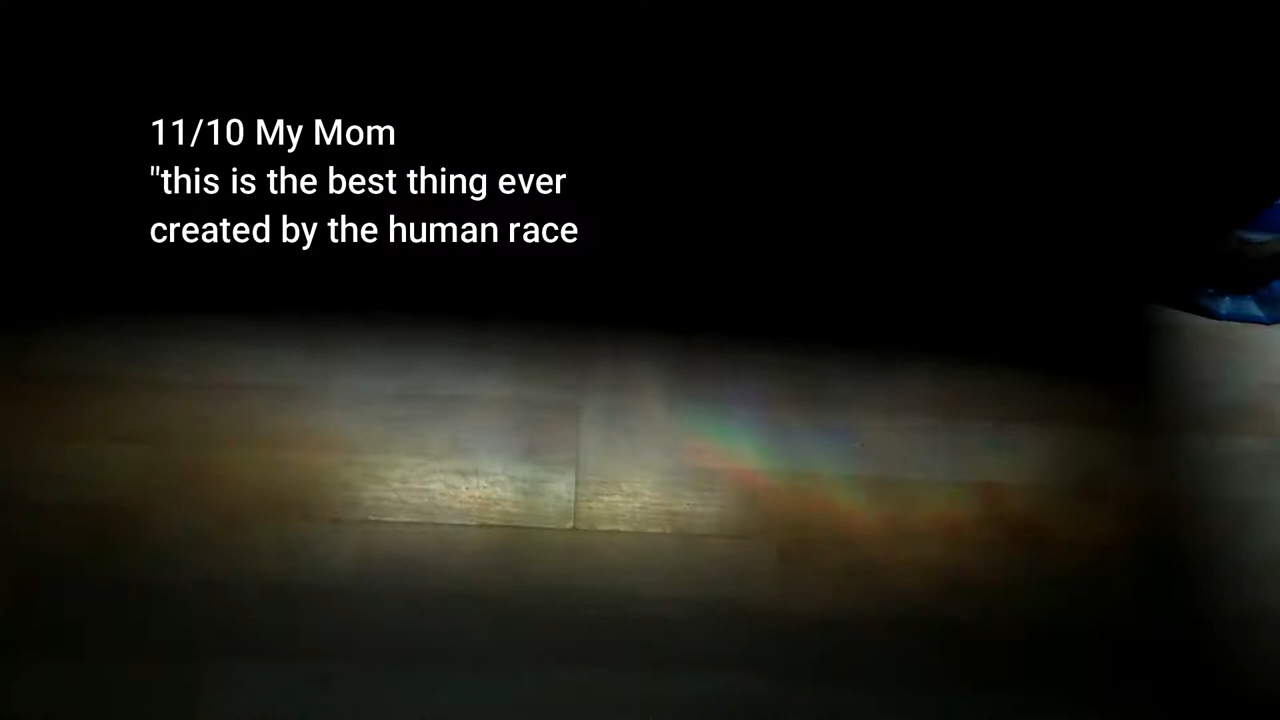 11/10 My Mom
"this is the best thing ever
created by the human race